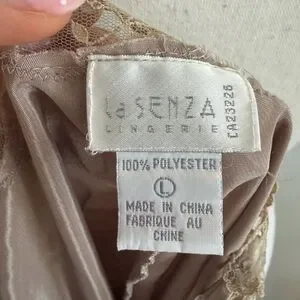 la SENZA
LINGERIE
CA23226
100% POLYESTER
L
MADE IN CHINA
FABRIQUE AU
CHINE